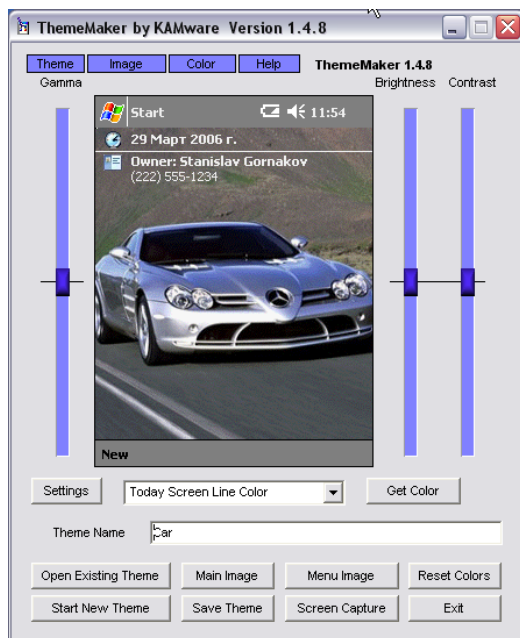 ThemeMaker by KAMware Version 1.4.8
Theme Image Color Help ThemeMaker 1.4.8
Gamma Brightness Contrast
Start 11:54
29 Март 2006 г.
Owner: Stanislav Gornakov
(222) 555-1234
New
Settings Today Screen Line Color Get Color
Theme Name Car
Open Existing Theme Main Image Menu Image Reset Colors
Start New Theme Save Theme Screen Capture Exit